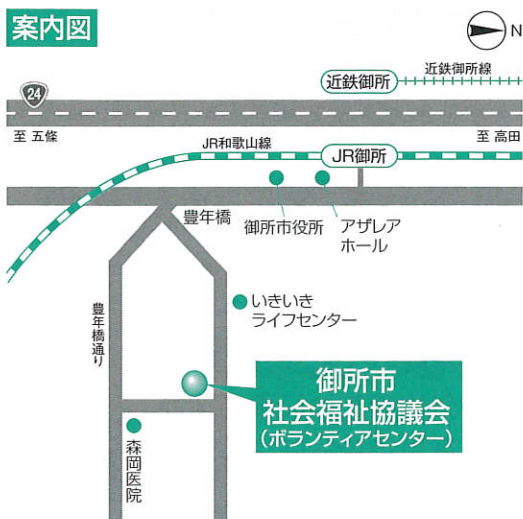 案内図
N
近鉄御所線
近鉄御所
24
至 五條
至 高田
JR和歌山線
JR御所
豊年橋
御所市役所
アザレア
ホール
豊年橋通り
いきいき
ライフセンター
御所市
社会福祉協議会
(ボランティアセンター)
森岡医院